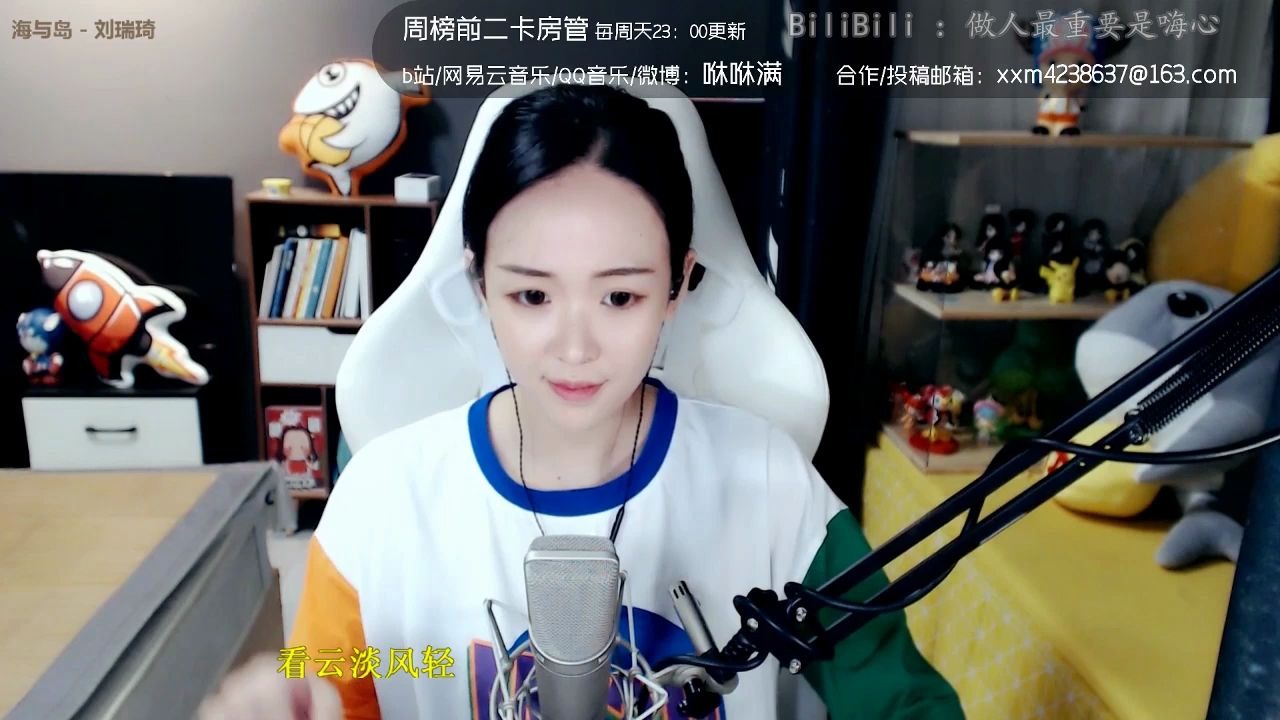 海与岛 - 刘瑞琦
周榜前二卡房管 每周天23：00更新
BiliBili ：做人最重要是嗨心
b站/网易云音乐/QQ音乐/微博：咻咻满
合作/投稿邮箱：xxm4238637@163.com
看云淡风轻